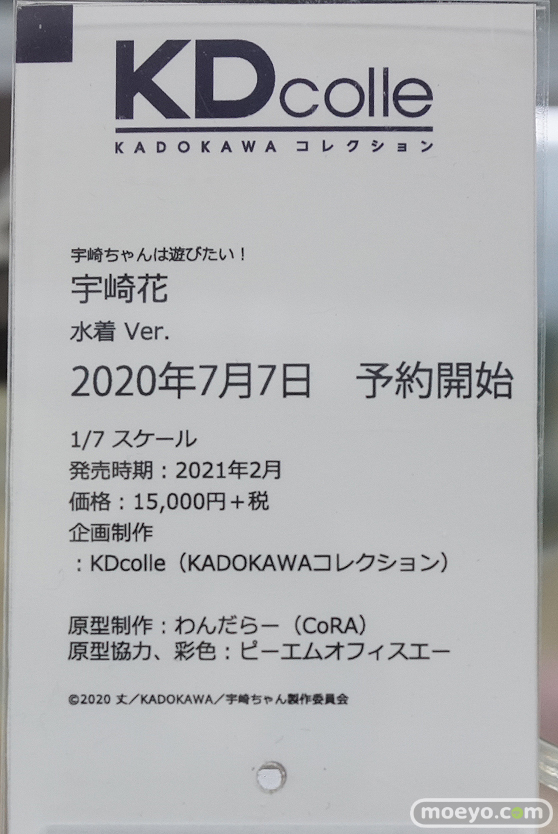 KDcolle
KADOKAWA コレクション
宇崎ちゃんは遊びたい！
宇崎花
水着 Ver.
2020年7月7日　予約開始
1/7 スケール
発売時期：2021年2月
価格：15,000円＋税
企画制作
：KDcolle（KADOKAWAコレクション）
原型制作：わんだらー（CoRA）
原型協力、彩色：ピーエムオフィスエー
©2020 丈／KADOKAWA／宇崎ちゃん製作委員会
moeyo.com